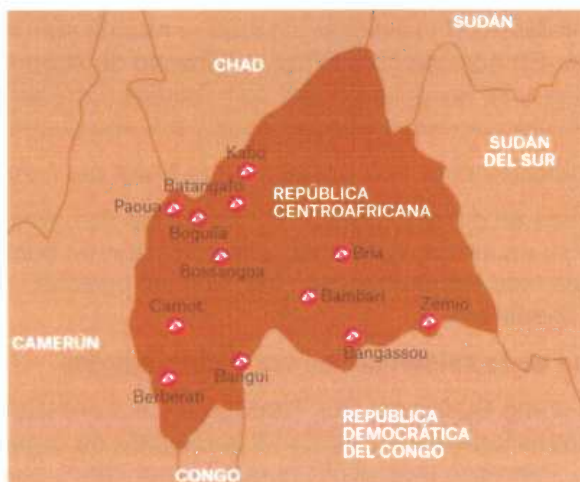 SUDÁN
CHAD
SUDÁN
DEL SUR
Kabo
Batangafo
REPÚBLICA
CENTROAFRICANA
Paoua
Boguila
Bossangoa
Bria
Bambari
Carnot
Zemio
CAMERÚN
Bangassou
Bangui
Berberati
REPÚBLICA
DEMOCRÁTICA
DEL CONGO
CONGO